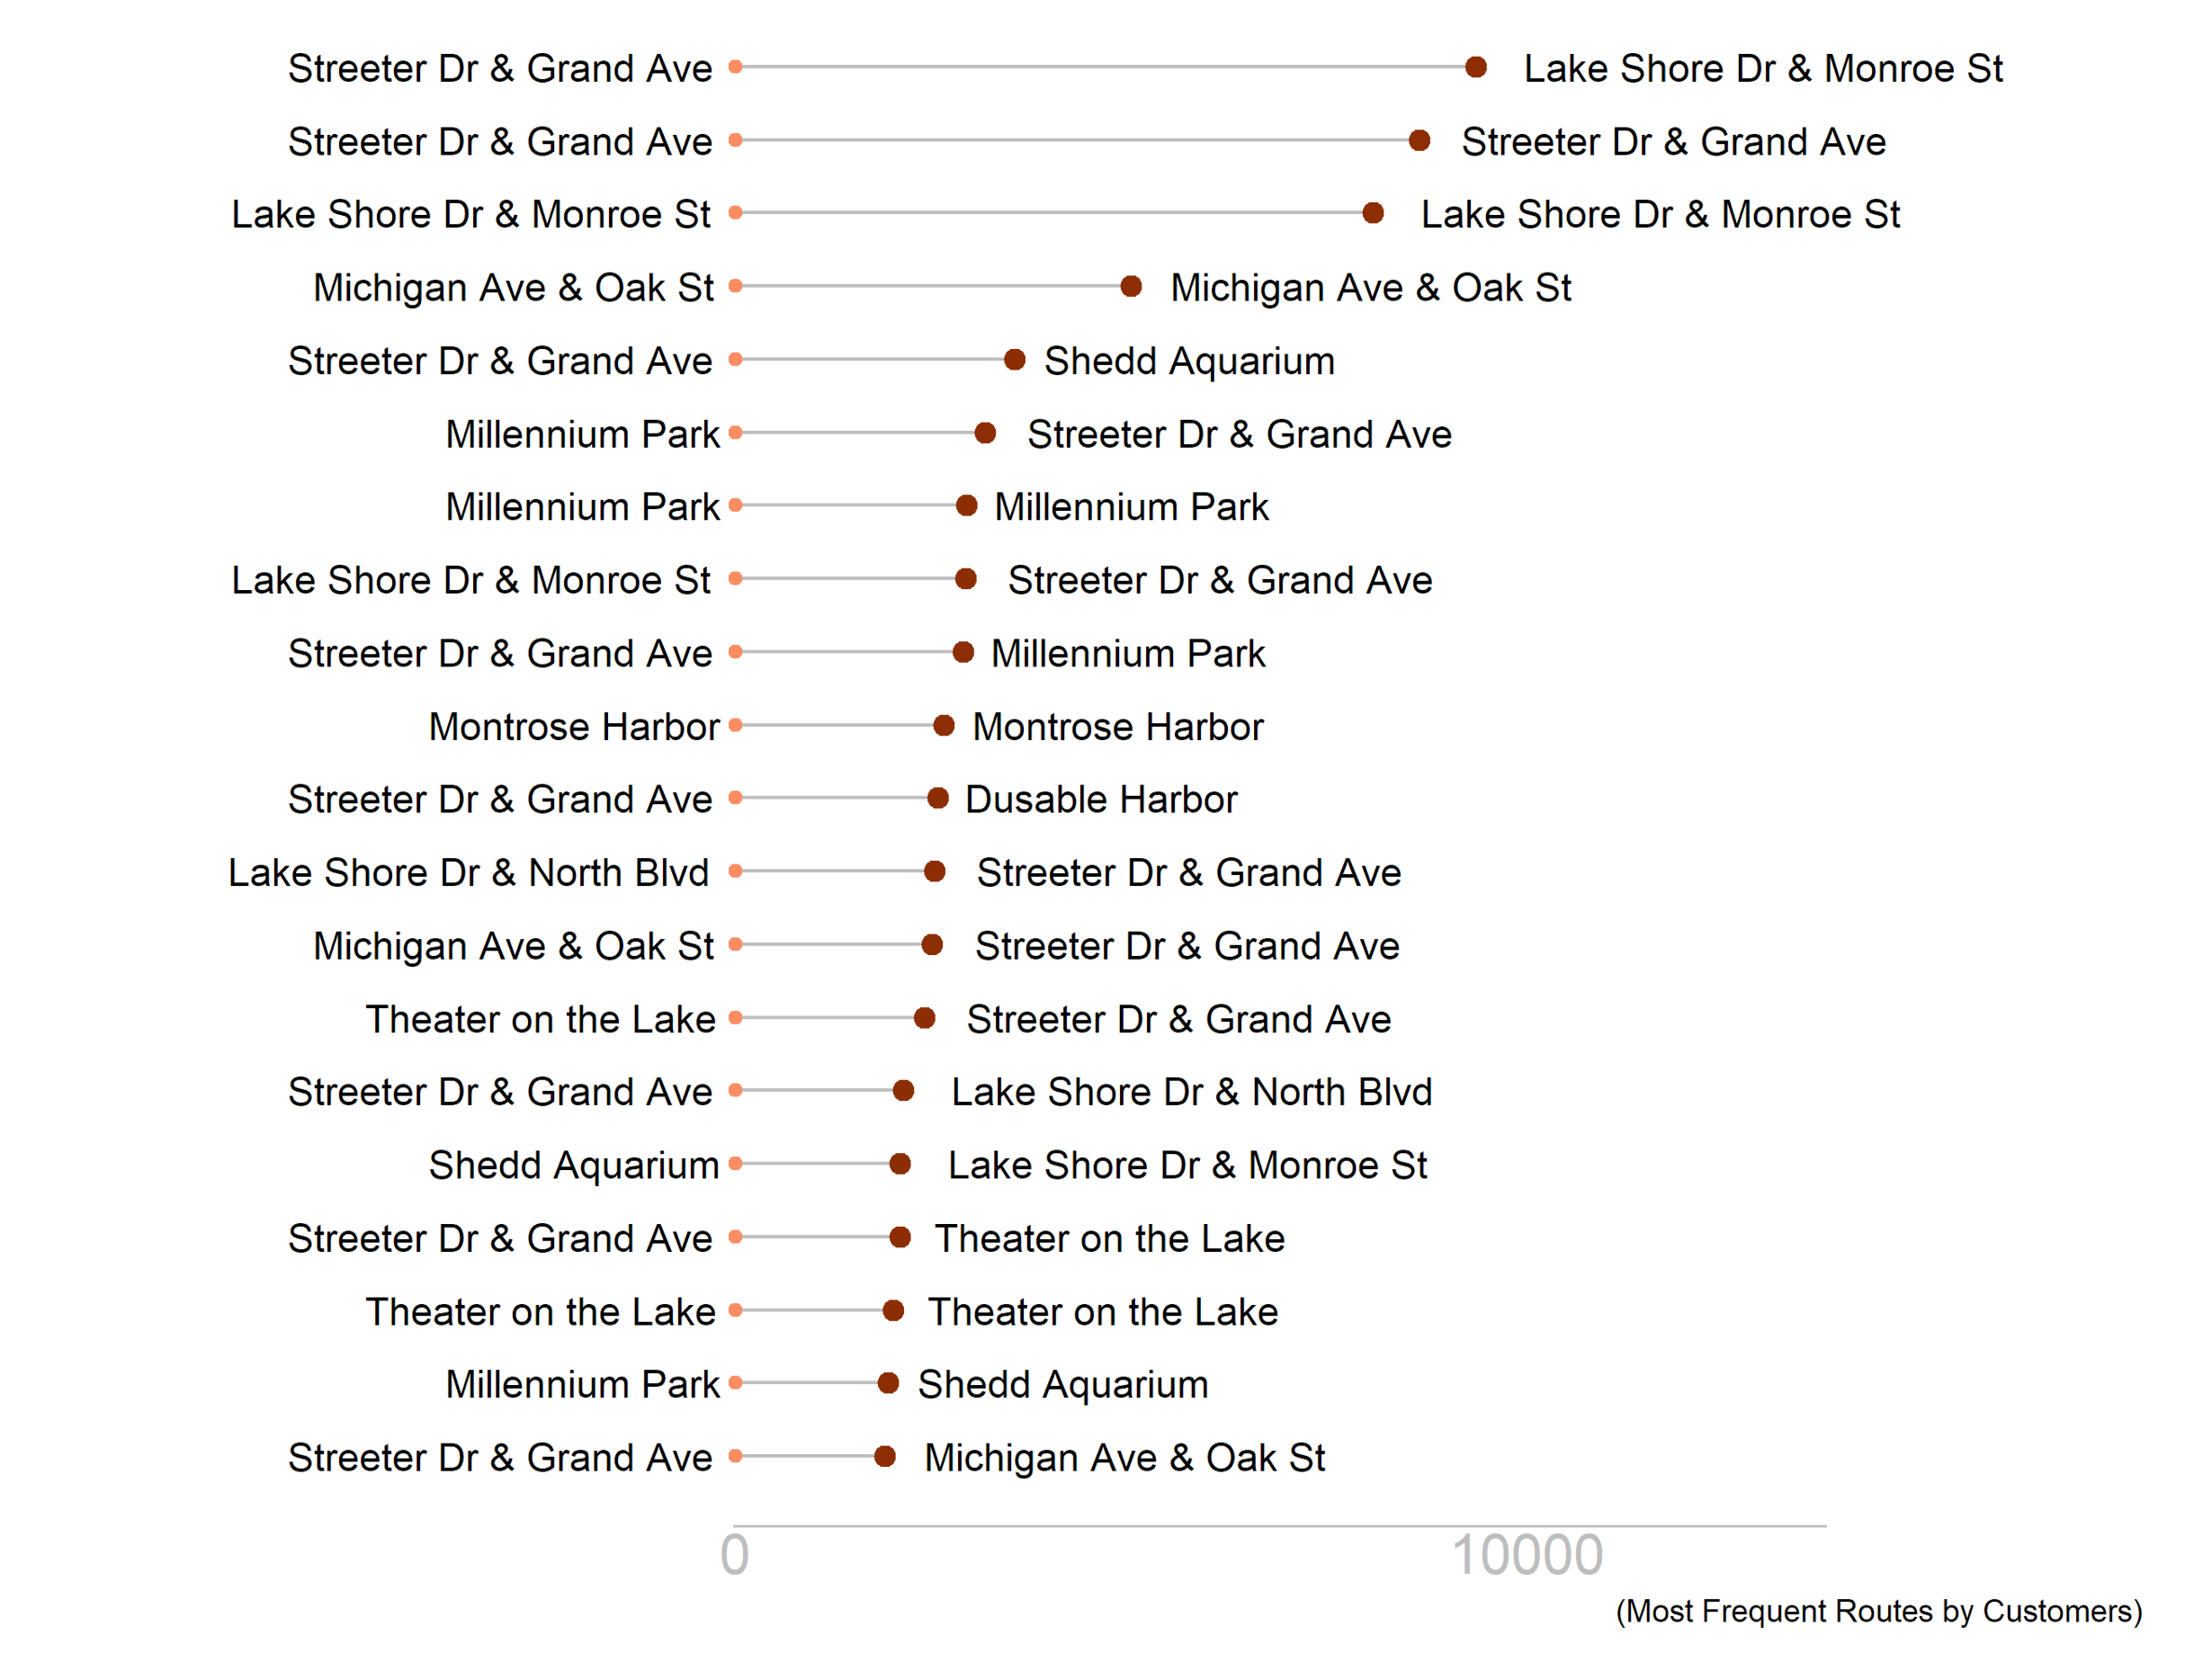 Streeter Dr & Grand Ave Lake Shore Dr & Monroe St
Streeter Dr & Grand Ave Streeter Dr & Grand Ave
Lake Shore Dr & Monroe St Lake Shore Dr & Monroe St
Michigan Ave & Oak St Michigan Ave & Oak St
Streeter Dr & Grand Ave Shedd Aquarium
Millennium Park Streeter Dr & Grand Ave
Millennium Park Millennium Park
Lake Shore Dr & Monroe St Streeter Dr & Grand Ave
Streeter Dr & Grand Ave Millennium Park
Montrose Harbor Montrose Harbor
Streeter Dr & Grand Ave Dusable Harbor
Lake Shore Dr & North Blvd Streeter Dr & Grand Ave
Michigan Ave & Oak St Streeter Dr & Grand Ave
Theater on the Lake Streeter Dr & Grand Ave
Streeter Dr & Grand Ave Lake Shore Dr & North Blvd
Shedd Aquarium Lake Shore Dr & Monroe St
Streeter Dr & Grand Ave Theater on the Lake
Theater on the Lake Theater on the Lake
Millennium Park Shedd Aquarium
Streeter Dr & Grand Ave Michigan Ave & Oak St
0 10000
(Most Frequent Routes by Customers)